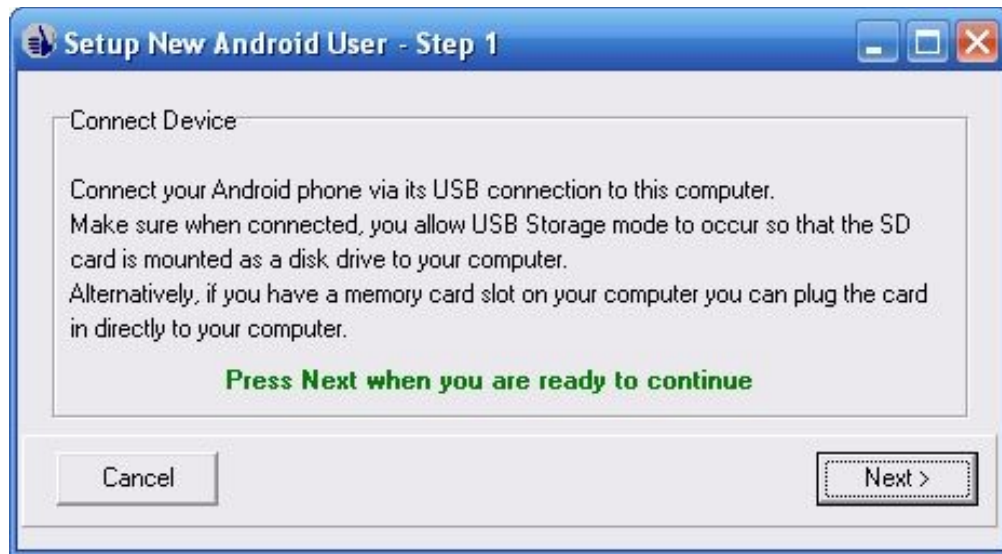 Setup New Android User - Step 1
Connect Device
Connect your Android phone via its USB connection to this computer.
Make sure when connected, you allow USB Storage mode to occur so that the SD
card is mounted as a disk drive to your computer.
Alternatively, if you have a memory card slot on your computer you can plug the card
in directly to your computer.
Press Next when you are ready to continue
Cancel
Next >